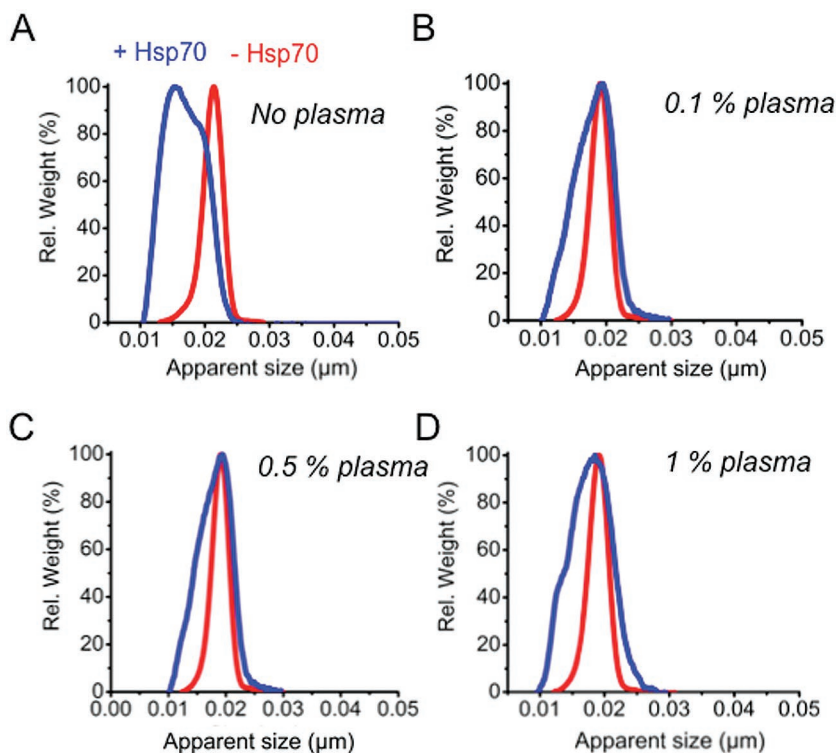 A
B
+ Hsp70 - Hsp70
No plasma
0.1 % plasma
Rel. Weight (%)
100
80
60
40
20
0
0.01 0.02 0.03 0.04 0.05
Apparent size (µm)
Rel. Weight (%)
100
80
60
40
20
0
0.01 0.02 0.03 0.04 0.05
Apparent size (µm)
C
D
0.5 % plasma
1 % plasma
Rel. Weight (%)
100
80
60
40
20
0
0.00 0.01 0.02 0.03 0.04 0.05
Apparent size (µm)
Rel. Weight (%)
100
80
60
40
20
0
0.01 0.02 0.03 0.04 0.05
Apparent size (µm)